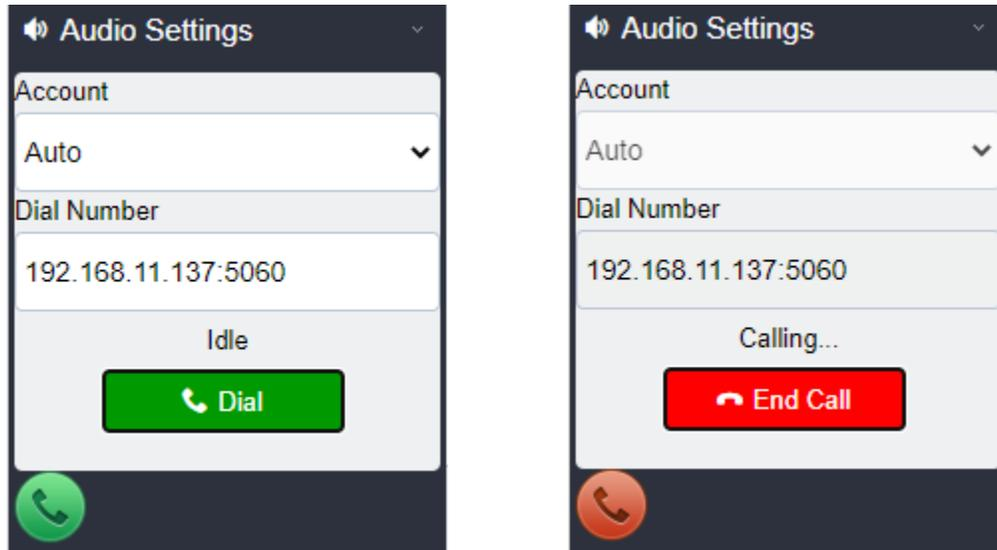 Audio Settings
Account
Auto
Dial Number
192.168.11.137:5060
Idle
Dial
Audio Settings
Account
Auto
Dial Number
192.168.11.137:5060
Calling...
End Call